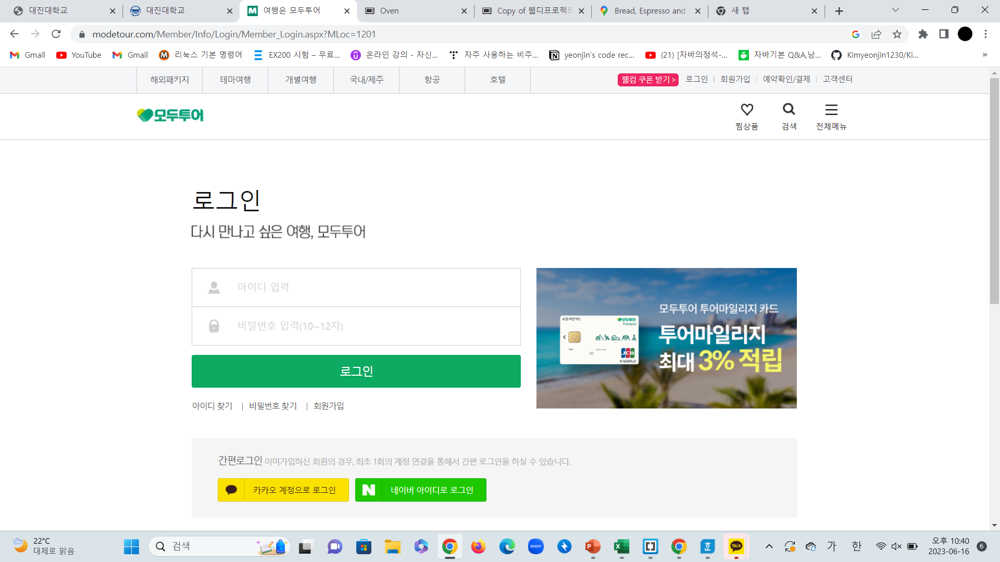 대진대학교
대진대학교
여행은 모두투어
Oven
Copy of 웹디프로젝트
Bread, Espresso and
새 탭
modetour.com/Member/Info/Login/Member_Login.aspx?MLoc=1201
Gmail
YouTube
Gmail
리눅스 기본 명령어
EX200 시험 – 무료...
온라인 강의 - 자신...
자주 사용하는 비주...
yeonjin's code rec...
(21) [자바의정석-...
자바기본 Q&A,남...
Kimyeonjin1230/Ki...
»
해외패키지
테마여행
개별여행
국내/제주
항공
호텔
웰컴 쿠폰 받기 >
로그인 | 회원가입 | 예약확인/결제 | 고객센터
모두투어
찜상품
검색
전체메뉴
로그인
다시 만나고 싶은 여행, 모두투어
아이디 입력
비밀번호 입력(10~12자)
로그인
아이디 찾기 | 비밀번호 찾기 | 회원가입
모두투어 투어마일리지 카드
투어마일리지
최대 3% 적립
KB국민카드
모두투어
JCB
K-WORLD
간편로그인 이미가입하신 회원의 경우, 최초 1회의 계정 연결을 통해서 간편 로그인을 하실 수 있습니다.
카카오 계정으로 로그인
N 네이버 아이디로 로그인
22°C
대체로 맑음
검색
zoom
TALK
가
한
오후 10:40
2023-06-16
6